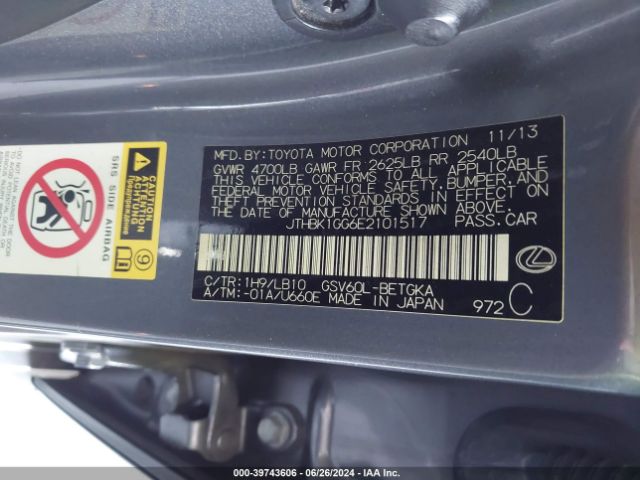 MFD. BY: TOYOTA MOTOR CORPORATION 11/13
GVWR 4700LB GAWR FR 2625LB RR 2540LB
THIS VEHICLE CONFORMS TO ALL APPLICABLE
FEDERAL MOTOR VEHICLE SAFETY, BUMPER, AND
THEFT PREVENTION STANDARDS IN EFFECT ON
THE DATE OF MANUFACTURE SHOWN ABOVE.
JTHBK1GG6E2101517 PASS. CAR
C/TR: 1H9/LB10 GSV60L-BETGKA
A/TM: -01A/U660E MADE IN JAPAN
972 C
SRS SIDE AIRBAG
CAUTION
ATTENTION
9
000-39743606 / 06/26/2024 / IAA Inc.